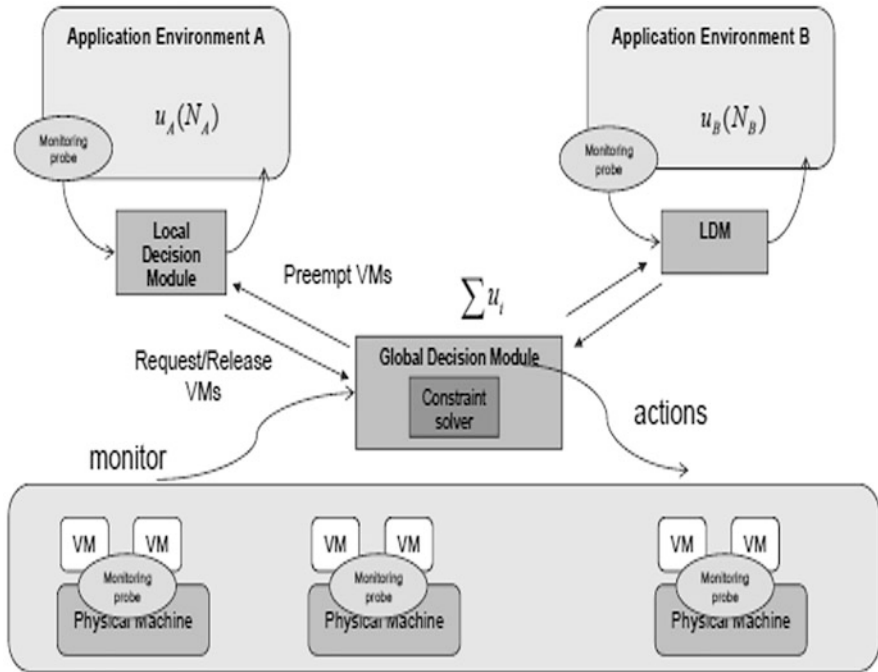 Application Environment A
u_A(N_A)
Monitoring
probe
Local
Decision
Module
Application Environment B
u_B(N_B)
Monitoring
probe
LDM
Preempt VMs
∑ u_i
Request/Release
VMs
Global Decision Module
Constraint
solver
monitor
actions
VM
VM
Monitoring
probe
Physical Machine
VM
VM
Monitoring
probe
Physical Machine
VM
VM
Monitoring
probe
Physical Machine